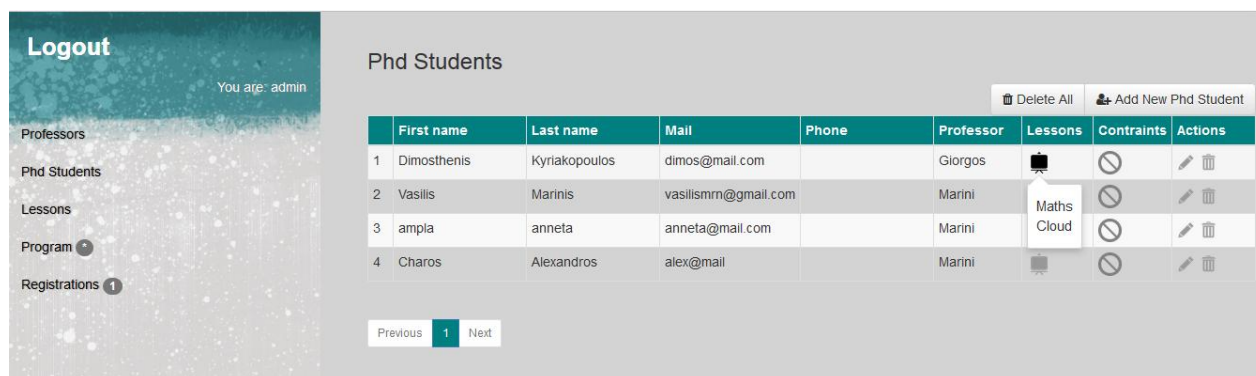 Logout
You are: admin
Professors
Phd Students
Lessons
Program *
Registrations 1
Phd Students
Delete All Add New Phd Student
First name Last name Mail Phone Professor Lessons Contraints Actions
1 Dimosthenis Kyriakopoulos dimos@mail.com Giorgos
2 Vasilis Marinis vasilismrn@gmail.com Marini
3 ampla anneta anneta@mail.com Marini
4 Charos Alexandros alex@mail Marini
Maths
Cloud
Previous 1 Next